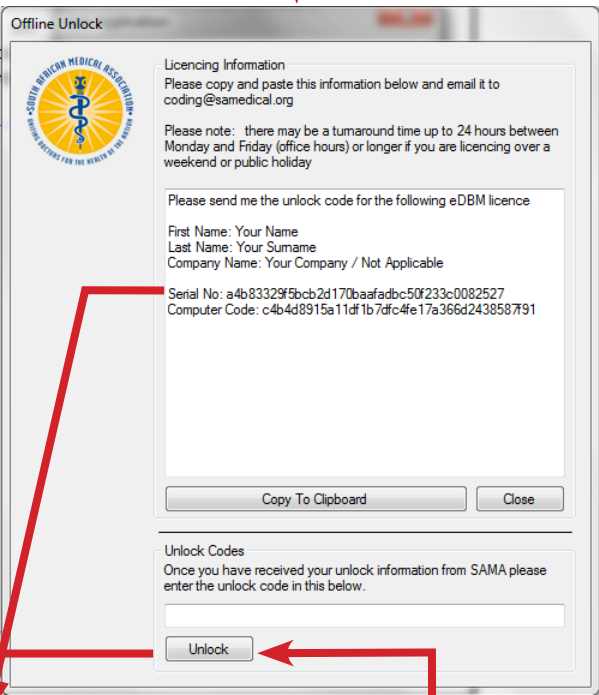 Offline Unlock
SOUTH AFRICAN MEDICAL ASSOCIATION
UNITING DOCTORS FOR THE HEALTH OF THE NATION
Licencing Information
Please copy and paste this information below and email it to
coding@samedical.org
Please note:  there may be a turnaround time up to 24 hours between
Monday and Friday (office hours) or longer if you are licencing over a
weekend or public holiday
Please send me the unlock code for the following eDBM licence
First Name: Your Name
Last Name: Your Surname
Company Name: Your Company / Not Applicable
Serial No: a4b83329f5bcb2d170baafadbc50f233c0082527
Computer Code: c4b4d8915a11df1b7dfc4fe17a366d2438587f91
Copy To Clipboard
Close
Unlock Codes
Once you have received your unlock information from SAMA please
enter the unlock code in this below.
Unlock